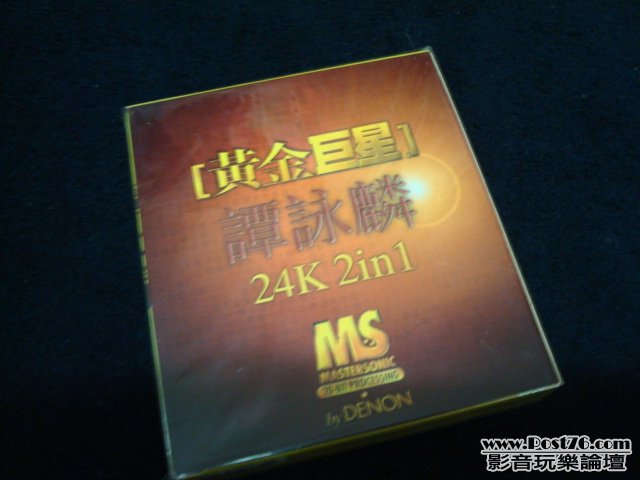 [黃金巨星]
譚詠麟
24K 2in1
MS
MASTERSONIC
20-BIT PROCESSING
by DENON
www.Post76.com
影音玩樂論壇